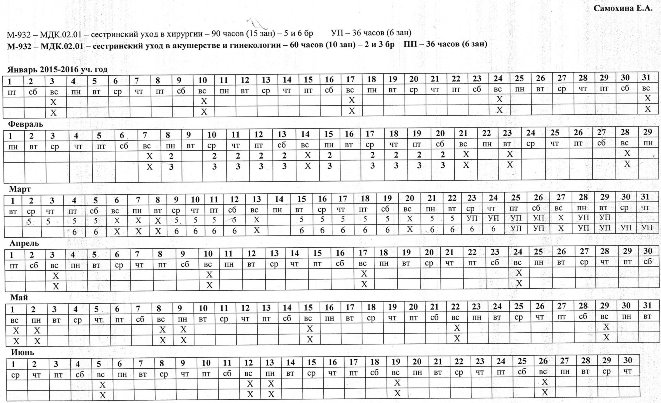 Самохина Е.А.
М-932 – МДК.02.01 – сестринский уход в хирургии – 90 часов (15 зан) – 5 и 6 бр УП – 36 часов (6 зан)
М-932 – МДК.02.01 – сестринский уход в акушерстве и гинекологии – 60 часов (10 зан) – 2 и 3 бр ПП – 36 часов (6 зан)
Январь 2015-2016 уч. год
1 2 3 4 5 6 7 8 9 10 11 12 13 14 15 16 17 18 19 20 21 22 23 24 25 26 27 28 29 30 31
пт сб вс пн вт ср чт пт сб вс пн вт ср чт пт сб вс пн вт ср чт пт сб вс пн вт ср чт пт сб вс
X X X X X
X X X X X
Февраль
1 2 3 4 5 6 7 8 9 10 11 12 13 14 15 16 17 18 19 20 21 22 23 24 25 26 27 28 29
пн вт ср чт пт сб вс пн вт ср чт пт сб вс пн вт ср чт пт сб вс пн вт ср чт пт сб вс пн
X 2 2 2 2 2 X 2 2 2 2 2 X X X
X 3 3 3 3 3 X 3 3 3 3 3 X X X
Март
1 2 3 4 5 6 7 8 9 10 11 12 13 14 15 16 17 18 19 20 21 22 23 24 25 26 27 28 29 30 31
вт ср чт пт сб вс пн вт ср чт пт сб вс пн вт ср чт пт сб вс пн вт ср чт пт сб вс пн вт ср чт
5 5 5 5 X X X 5 5 5 5 X 5 5 5 5 5 X 5 5 УП УП УП УП X УП УП
6 6 X X X 6 6 6 6 X 6 6 6 6 6 X 6 6 6 6 УП УП X УП УП УП УП
Апрель
1 2 3 4 5 6 7 8 9 10 11 12 13 14 15 16 17 18 19 20 21 22 23 24 25 26 27 28 29 30
пт сб вс пн вт ср чт пт сб вс пн вт ср чт пт сб вс пн вт ср чт пт сб вс пн вт ср чт пт сб
X X X X
X X X X
Май
1 2 3 4 5 6 7 8 9 10 11 12 13 14 15 16 17 18 19 20 21 22 23 24 25 26 27 28 29 30 31
вс пн вт ср чт пт сб вс пн вт ср чт пт сб вс пн вт ср чт пт сб вс пн вт ср чт пт сб вс пн вт
X X X X X X X
X X X X X X X
Июнь
1 2 3 4 5 6 7 8 9 10 11 12 13 14 15 16 17 18 19 20 21 22 23 24 25 26 27 28 29 30
ср чт пт сб вс пн вт ср чт пт сб вс пн вт ср чт пт сб вс пн вт ср чт пт сб вс пн вт ср чт
X X X X X
X X X X X